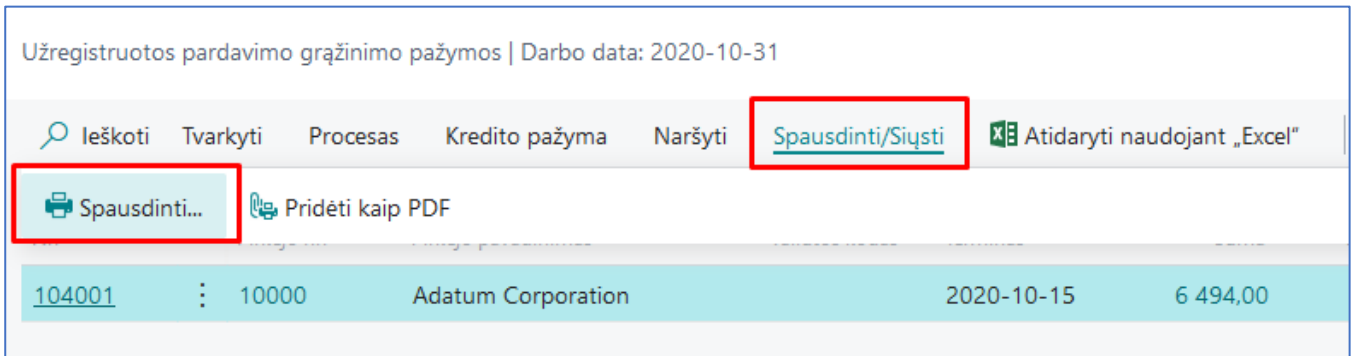 Užregistruotos pardavimo grąžinimo pažymos | Darbo data: 2020-10-31
Ieškoti Tvarkyti Procesas Kredito pažyma Naršyti Spausdinti/Siųsti Atidaryti naudojant „Excel“
Spausdinti... Pridėti kaip PDF
104001 10000 Adatum Corporation 2020-10-15 6 494,00